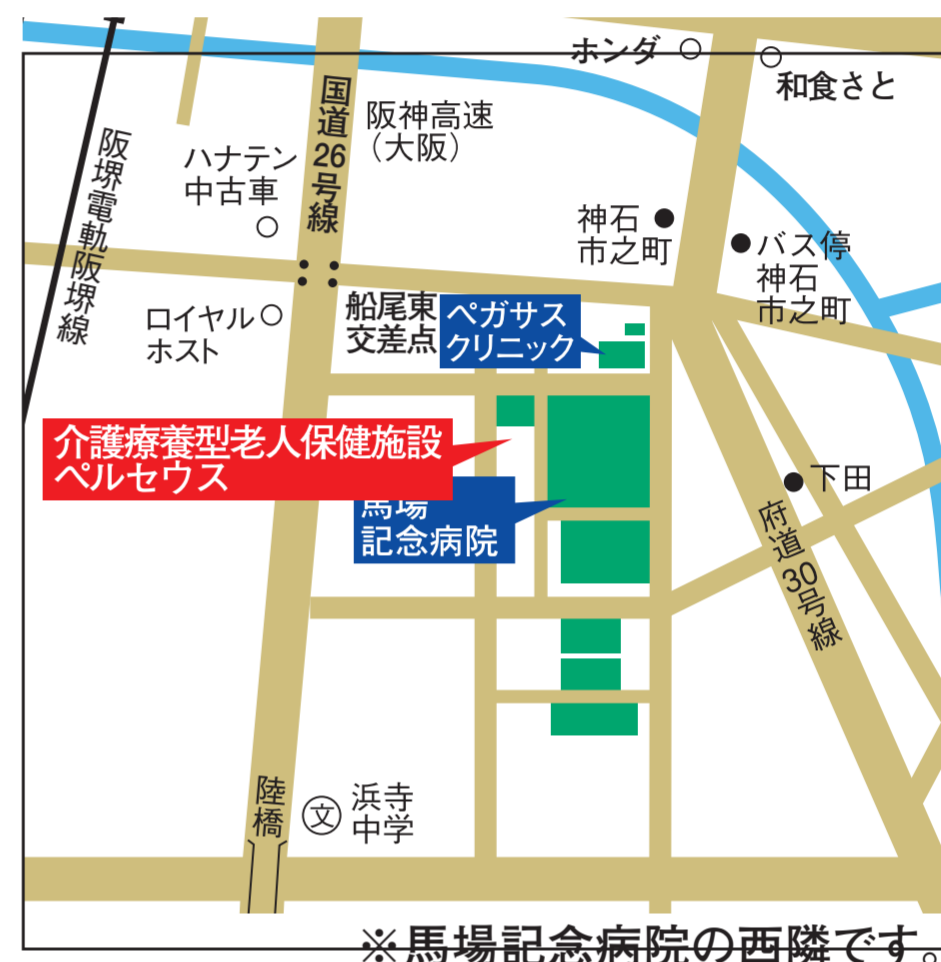 ホンダ
和食さと
国道26号線
阪神高速
（大阪）
阪堺電軌阪堺線
ハナテン
中古車
神石
市之町
バス停
神石
市之町
ロイヤル
ホスト
船尾東
交差点
ペガサス
クリニック
介護療養型老人保健施設
ペルセウス
馬場
記念病院
下田
府道30号線
陸橋
文
浜寺
中学
※馬場記念病院の西隣です。